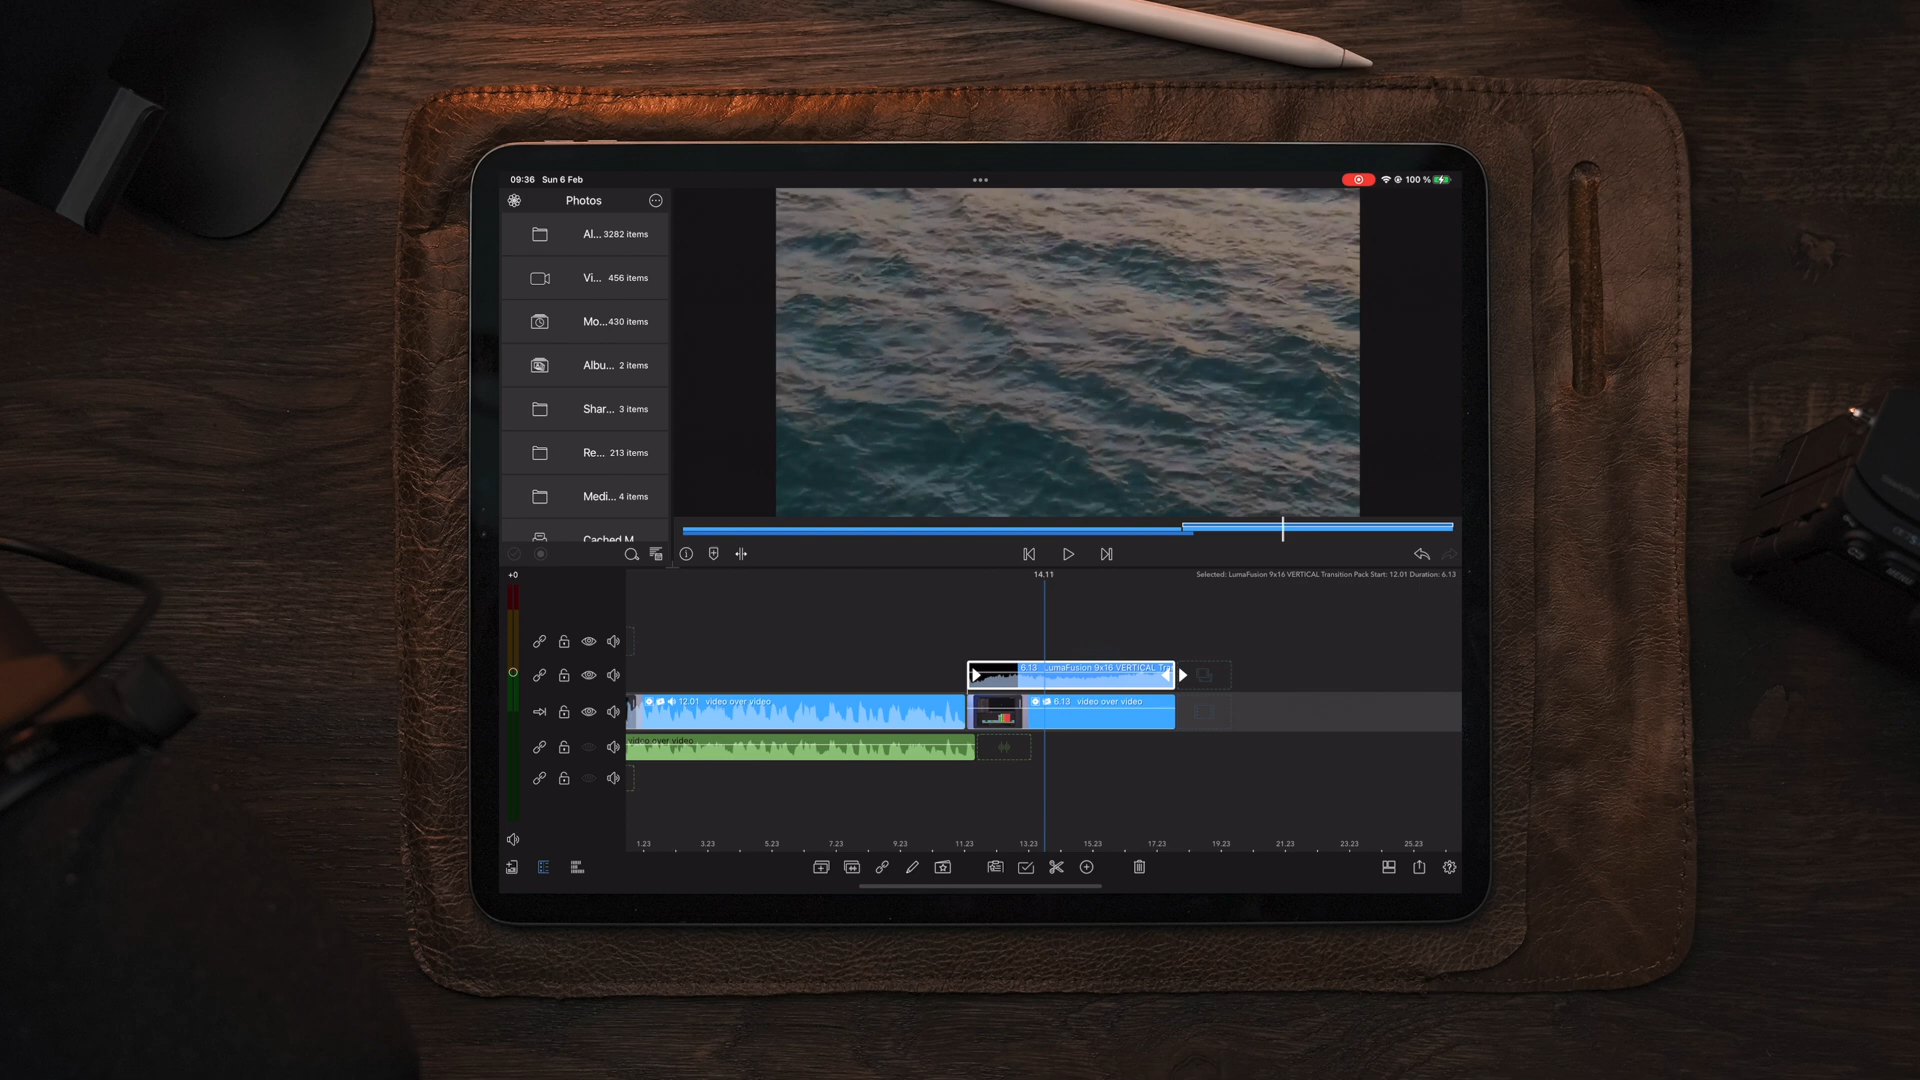 09:36 Sun 6 Feb
100 %
Photos
Al... 3282 items
Vi... 456 items
Mo...430 items
Albu... 2 items
Shar... 3 items
Re... 213 items
Medi... 4 items
Cached M
+0
14.11
Selected: LumaFusion 9x16 VERTICAL Transition Pack Start: 12.01 Duration: 6.13
6.13 LumaFusion 9x16 VERTICAL Tra
12.01 video over video
6.13 video over video
video over video
1.23 3.23 5.23 7.23 9.23 11.23 13.23 15.23 17.23 19.23 21.23 23.23 25.23
MENU